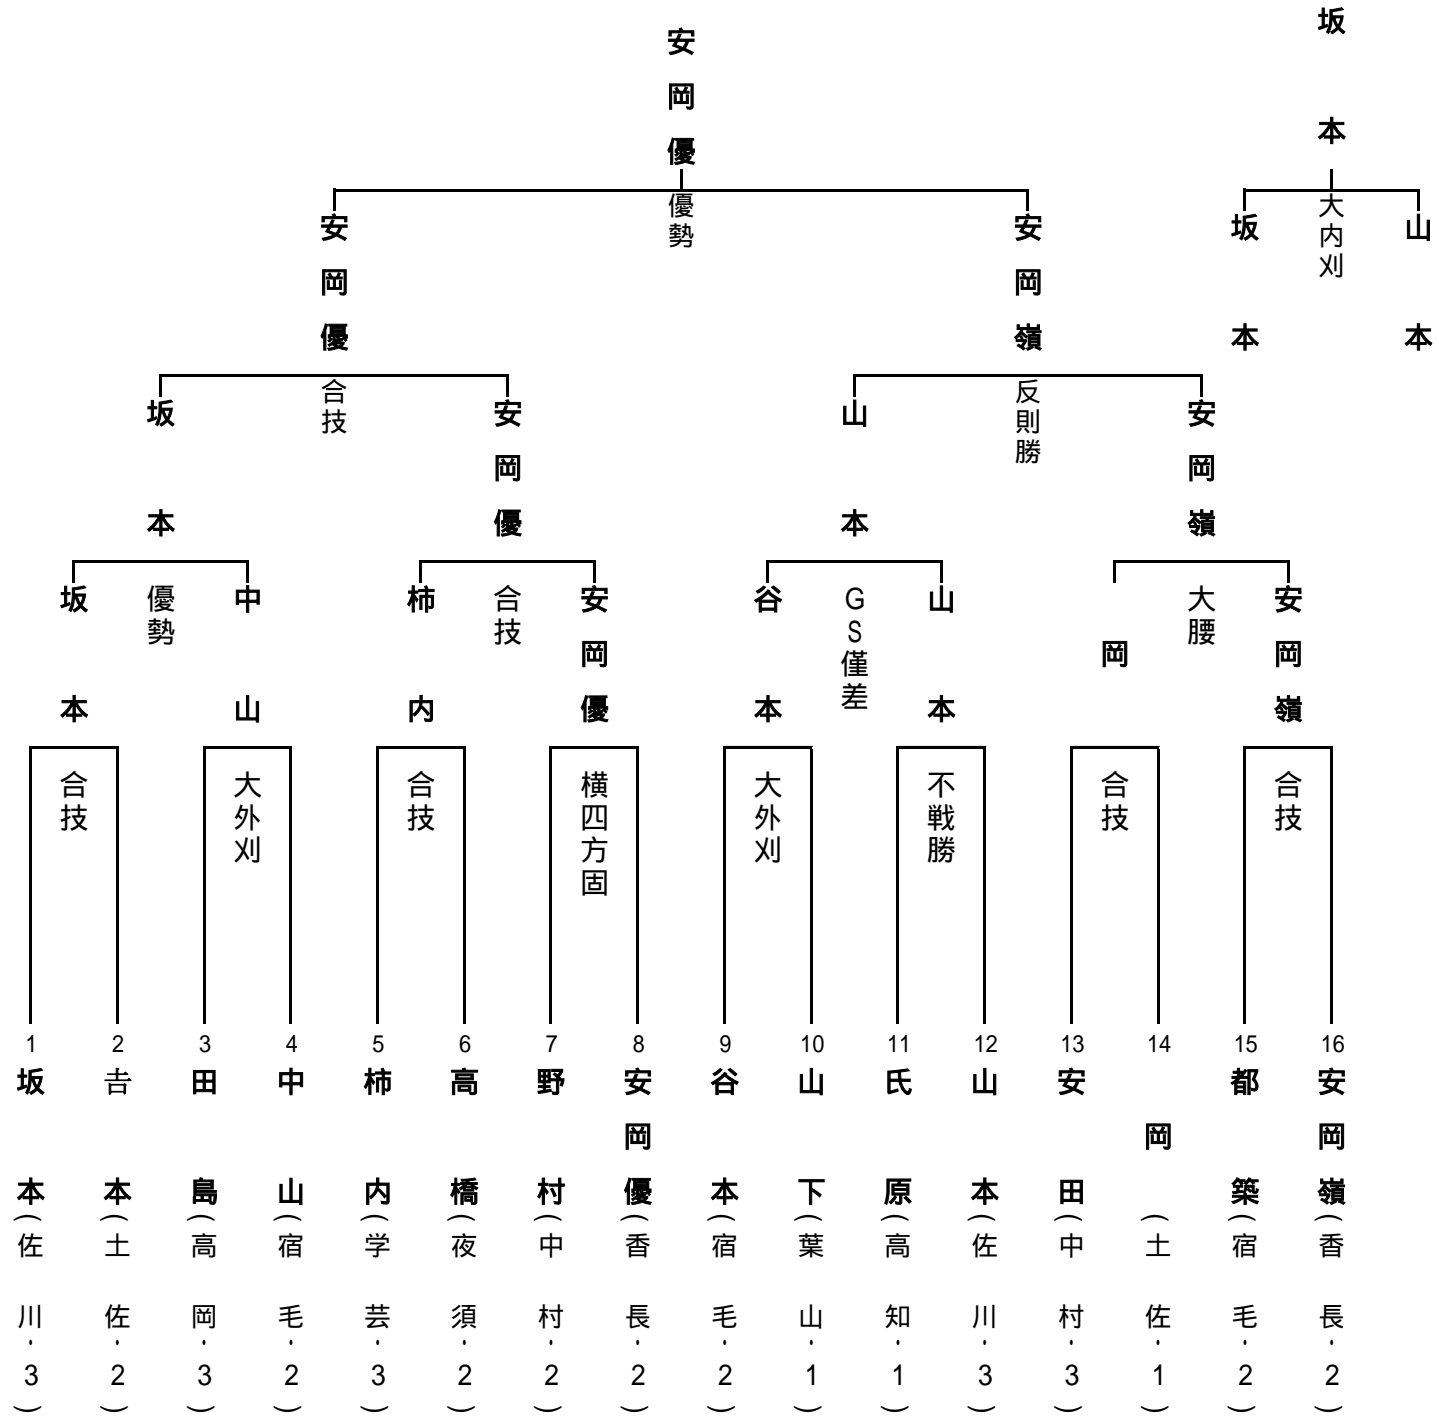 安岡優
優勢
安岡優
安岡嶺
合技
反則勝
坂本
安岡優
山本
安岡嶺
優勢
合技
GS僅差
大腰
坂本
中山
柿内
安岡優
谷本
山本
岡
安岡嶺
合技
大外刈
合技
横四方固
大外刈
不戦勝
合技
合技
1 坂本(佐川・3)
2 𠮷本(土佐・2)
3 田島(高岡・3)
4 中山(宿毛・2)
5 柿内(学芸・3)
6 高橋(夜須・2)
7 野村(中村・2)
8 安岡優(香長・2)
9 谷本(宿毛・2)
10 山下(葉山・1)
11 氏原(高知・1)
12 山本(佐川・3)
13 安田(中村・3)
14 岡(土佐・1)
15 都築(宿毛・2)
16 安岡嶺(香長・2)
坂本
大内刈
坂本
山本